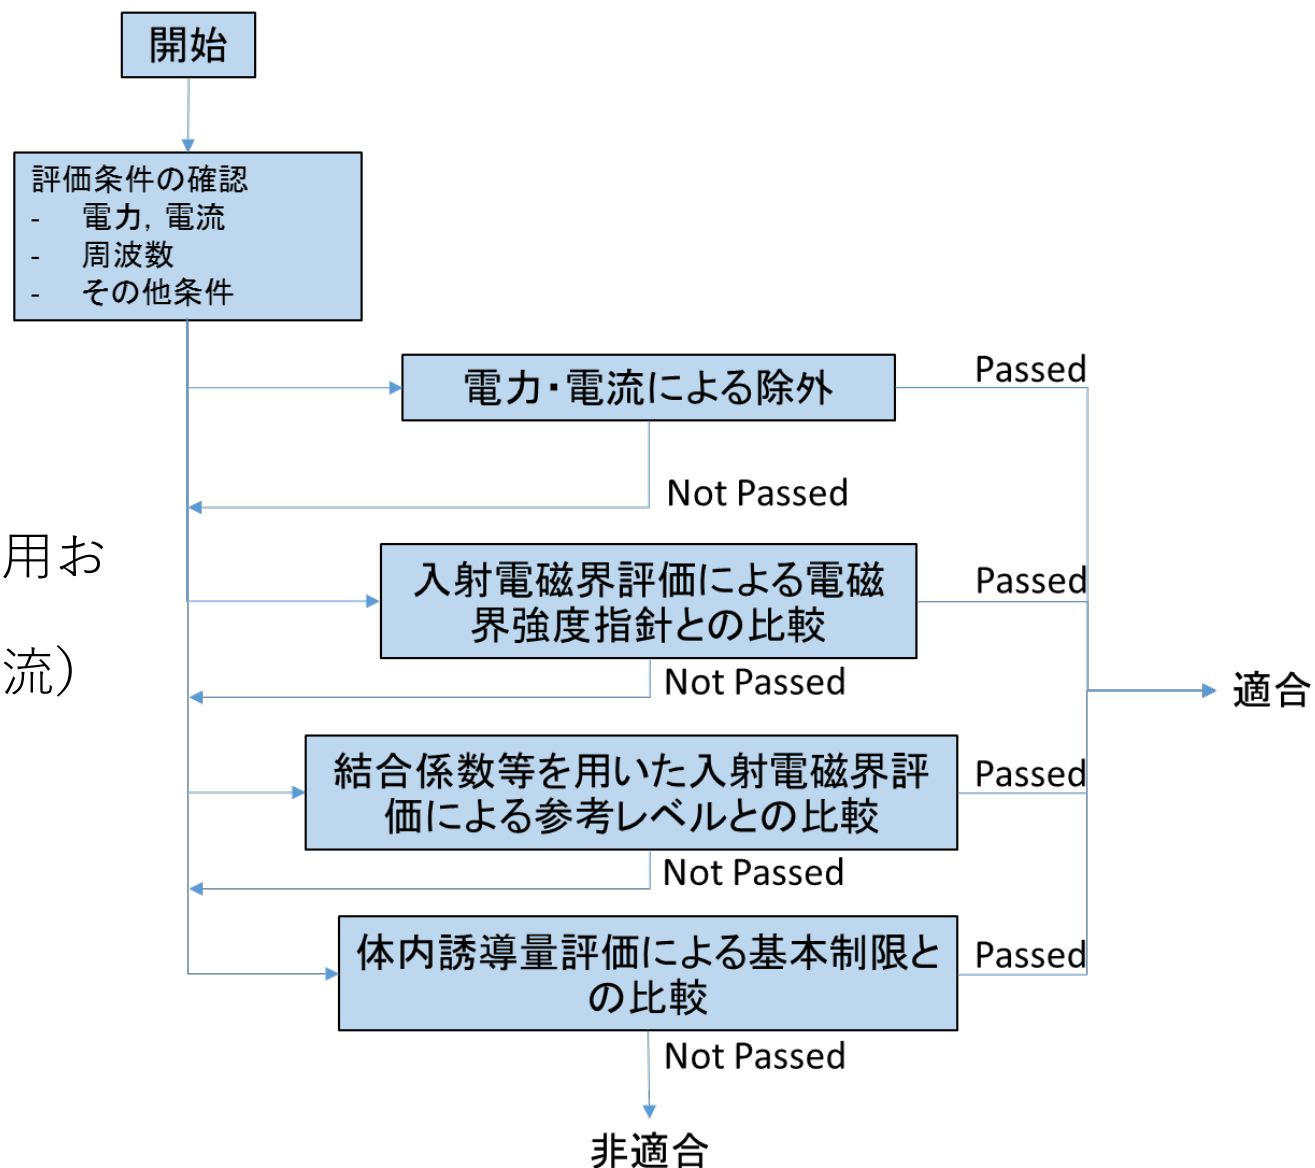 開始
評価条件の確認
- 電力, 電流
- 周波数
- その他条件
電力・電流による除外
Passed
Not Passed
用お
入射電磁界評価による電磁
界強度指針との比較
Passed
流）
Not Passed
適合
結合係数等を用いた入射電磁界評
価による参考レベルとの比較
Passed
Not Passed
体内誘導量評価による基本制限と
の比較
Passed
Not Passed
非適合